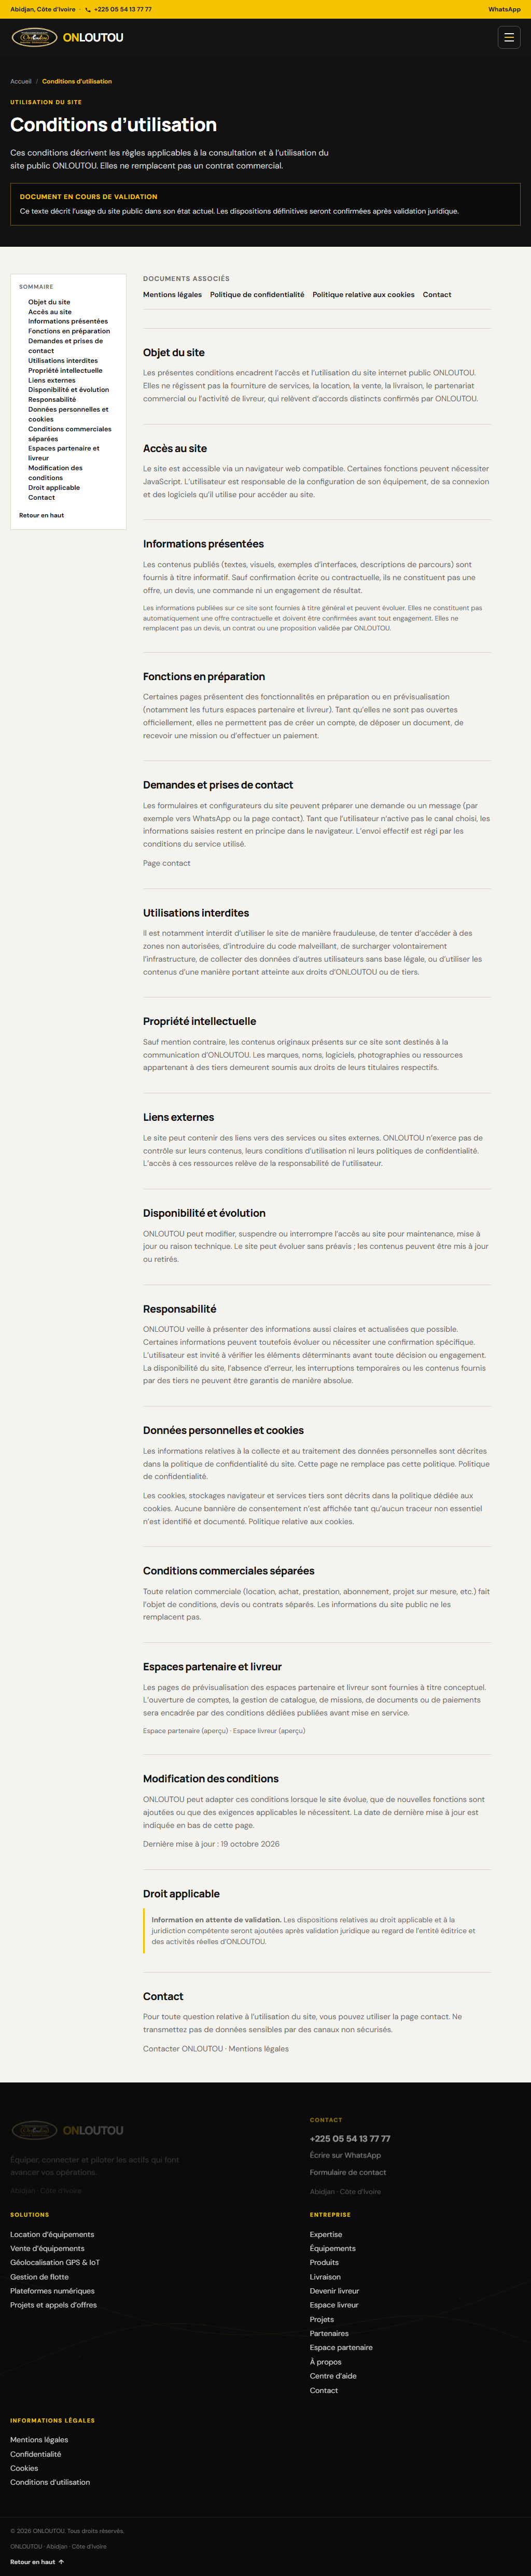 Abidjan, Côte d'Ivoire · +225 05 54 13 77 77
WhatsApp
ONLOUTOU
Accueil / Conditions d'utilisation
UTILISATION DU SITE
Conditions d'utilisation
Ces conditions décrivent les règles applicables à la consultation et à l'utilisation du
site public ONLOUTOU. Elles ne remplacent pas un contrat commercial.
DOCUMENT EN COURS DE VALIDATION
Ce texte décrit l'usage du site public dans son état actuel. Les dispositions définitives seront confirmées après validation juridique.
SOMMAIRE
Objet du site
Accès au site
Informations présentées
Fonctions en préparation
Demandes et prises de
contact
Utilisations interdites
Propriété intellectuelle
Liens externes
Disponibilité et évolution
Responsabilité
Données personnelles et
cookies
Conditions commerciales
séparées
Espaces partenaire et
livreur
Modification des
conditions
Droit applicable
Contact
Retour en haut
DOCUMENTS ASSOCIÉS
Mentions légales Politique de confidentialité Politique relative aux cookies Contact
Objet du site
Les présentes conditions encadrent l'accès et l'utilisation du site internet public ONLOUTOU.
Elles ne régissent pas la fourniture de services, la location, la vente, la livraison, le partenariat
commercial ou l'activité de livreur, qui relèvent d'accords distincts confirmés par ONLOUTOU.
Accès au site
Le site est accessible via un navigateur web compatible. Certaines fonctions peuvent nécessiter
JavaScript. L'utilisateur est responsable de la configuration de son équipement, de sa connexion
et des logiciels qu'il utilise pour accéder au site.
Informations présentées
Les contenus publiés (textes, visuels, exemples d'interfaces, descriptions de parcours) sont
fournis à titre informatif. Sauf confirmation écrite ou contractuelle, ils ne constituent pas une
offre, un devis, une commande ni un engagement de résultat.
Les informations publiées sur ce site sont fournies à titre général et peuvent évoluer. Elles ne constituent pas
automatiquement une offre contractuelle et doivent être confirmées avant tout engagement. Elles ne
remplacent pas un devis, un contrat ou une proposition validée par ONLOUTOU.
Fonctions en préparation
Certaines pages présentent des fonctionnalités en préparation ou en prévisualisation
(notamment les futurs espaces partenaire et livreur). Tant qu'elles ne sont pas ouvertes
officiellement, elles ne permettent pas de créer un compte, de déposer un document, de
recevoir une mission ou d'effectuer un paiement.
Demandes et prises de contact
Les formulaires et configurateurs du site peuvent préparer une demande ou un message (par
exemple vers WhatsApp ou la page contact). Tant que l'utilisateur n'active pas le canal choisi, les
informations saisies restent en principe dans le navigateur. L'envoi effectif est régi par les
conditions du service utilisé.
Page contact
Utilisations interdites
Il est notamment interdit d'utiliser le site de manière frauduleuse, de tenter d'accéder à des
zones non autorisées, d'introduire du code malveillant, de surcharger volontairement
l'infrastructure, de collecter des données d'autres utilisateurs sans base légale, ou d'utiliser les
contenus d'une manière portant atteinte aux droits d'ONLOUTOU ou de tiers.
Propriété intellectuelle
Sauf mention contraire, les contenus originaux présents sur ce site sont destinés à la
communication d'ONLOUTOU. Les marques, noms, logiciels, photographies ou ressources
appartenant à des tiers demeurent soumis aux droits de leurs titulaires respectifs.
Liens externes
Le site peut contenir des liens vers des services ou sites externes. ONLOUTOU n'exerce pas de
contrôle sur leurs contenus, leurs conditions d'utilisation ni leurs politiques de confidentialité.
L'accès à ces ressources relève de la responsabilité de l'utilisateur.
Disponibilité et évolution
ONLOUTOU peut modifier, suspendre ou interrompre l'accès au site pour maintenance, mise à
jour ou raison technique. Le site peut évoluer sans préavis ; les contenus peuvent être mis à jour
ou retirés.
Responsabilité
ONLOUTOU veille à présenter des informations aussi claires et actualisées que possible.
Certaines informations peuvent toutefois évoluer ou nécessiter une confirmation spécifique.
L'utilisateur est invité à vérifier les éléments déterminants avant toute décision ou engagement.
La disponibilité du site, l'absence d'erreur, les interruptions temporaires ou les contenus fournis
par des tiers ne peuvent être garantis de manière absolue.
Données personnelles et cookies
Les informations relatives à la collecte et au traitement des données personnelles sont décrites
dans la politique de confidentialité du site. Cette page ne remplace pas cette politique. Politique
de confidentialité.
Les cookies, stockages navigateur et services tiers sont décrits dans la politique dédiée aux
cookies. Aucune bannière de consentement n'est affichée tant qu'aucun traceur non essentiel
n'est identifié et documenté. Politique relative aux cookies.
Conditions commerciales séparées
Toute relation commerciale (location, achat, prestation, abonnement, projet sur mesure, etc.) fait
l'objet de conditions, devis ou contrats séparés. Les informations du site public ne les
remplacent pas.
Espaces partenaire et livreur
Les pages de prévisualisation des espaces partenaire et livreur sont fournies à titre conceptuel.
L'ouverture de comptes, la gestion de catalogue, de missions, de documents ou de paiements
sera encadrée par des conditions dédiées publiées avant mise en service.
Espace partenaire (aperçu) · Espace livreur (aperçu)
Modification des conditions
ONLOUTOU peut adapter ces conditions lorsque le site évolue, que de nouvelles fonctions sont
ajoutées ou que des exigences applicables le nécessitent. La date de dernière mise à jour est
indiquée en bas de cette page.
Dernière mise à jour : 19 octobre 2026
Droit applicable
Information en attente de validation. Les dispositions relatives au droit applicable et à la
juridiction compétente seront ajoutées après validation juridique au regard de l'entité éditrice et
des activités réelles d'ONLOUTOU.
Contact
Pour toute question relative à l'utilisation du site, vous pouvez utiliser la page contact. Ne
transmettez pas de données sensibles par des canaux non sécurisés.
Contacter ONLOUTOU · Mentions légales
ONLOUTOU
Équiper, connecter et piloter les actifs qui font
avancer vos opérations.
Abidjan · Côte d'Ivoire
CONTACT
+225 05 54 13 77 77
Écrire sur WhatsApp
Formulaire de contact
Abidjan · Côte d'Ivoire
SOLUTIONS
Location d'équipements
Vente d'équipements
Géolocalisation GPS & IoT
Gestion de flotte
Plateformes numériques
Projets et appels d'offres
ENTREPRISE
Expertise
Équipements
Produits
Livraison
Devenir livreur
Espace livreur
Projets
Partenaires
Espace partenaire
À propos
Centre d'aide
Contact
INFORMATIONS LÉGALES
Mentions légales
Confidentialité
Cookies
Conditions d'utilisation
© 2026 ONLOUTOU. Tous droits réservés.
ONLOUTOU · Abidjan · Côte d'Ivoire
Retour en haut ↑